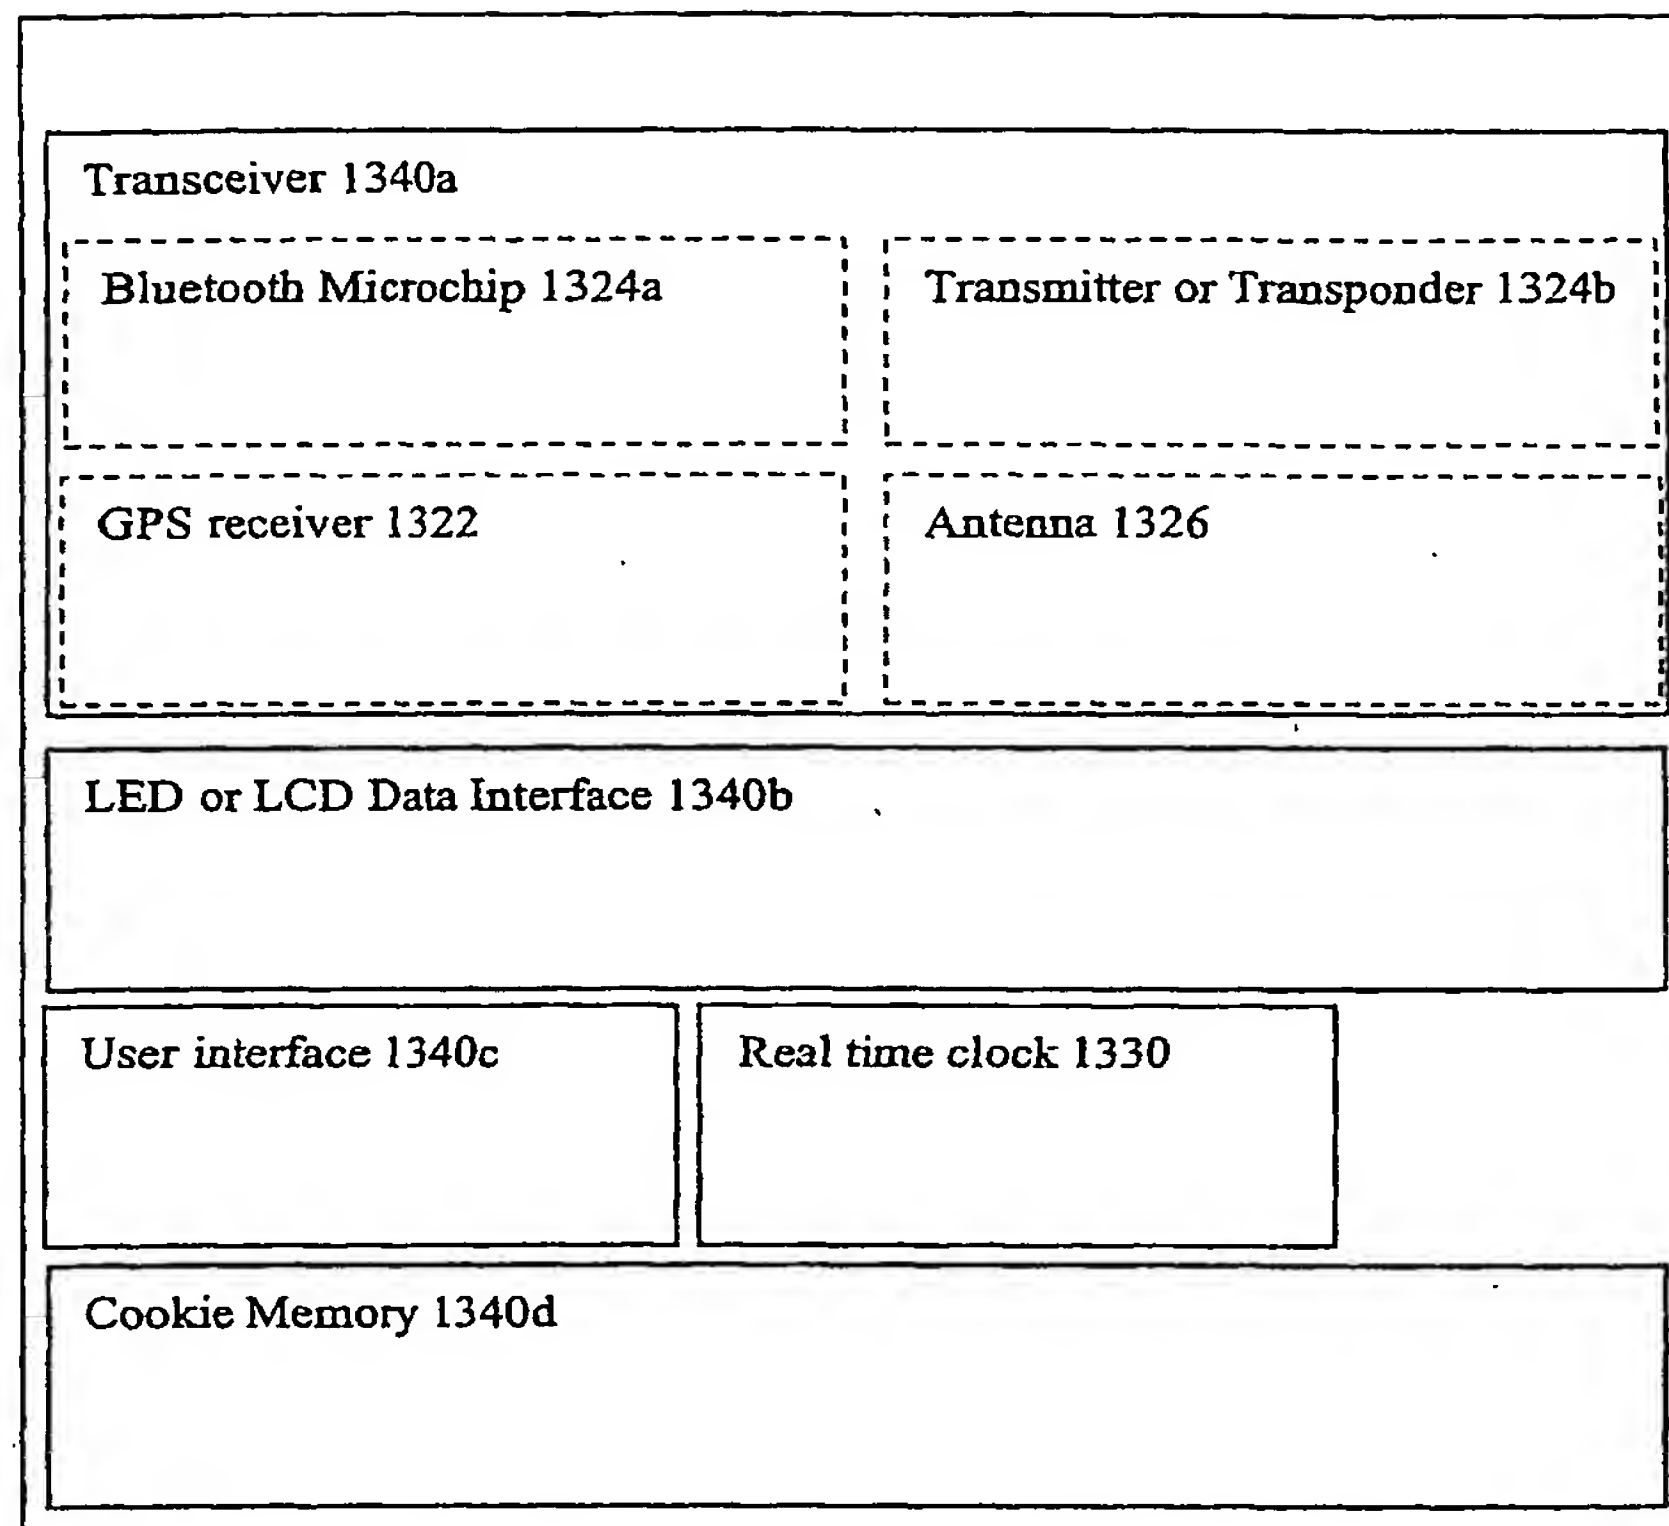 Transceiver 1340a
Bluetooth Microchip 1324a
Transmitter or Transponder 1324b
GPS receiver 1322
Antenna 1326
LED or LCD Data Interface 1340b
User interface 1340c
Real time clock 1330
Cookie Memory 1340d